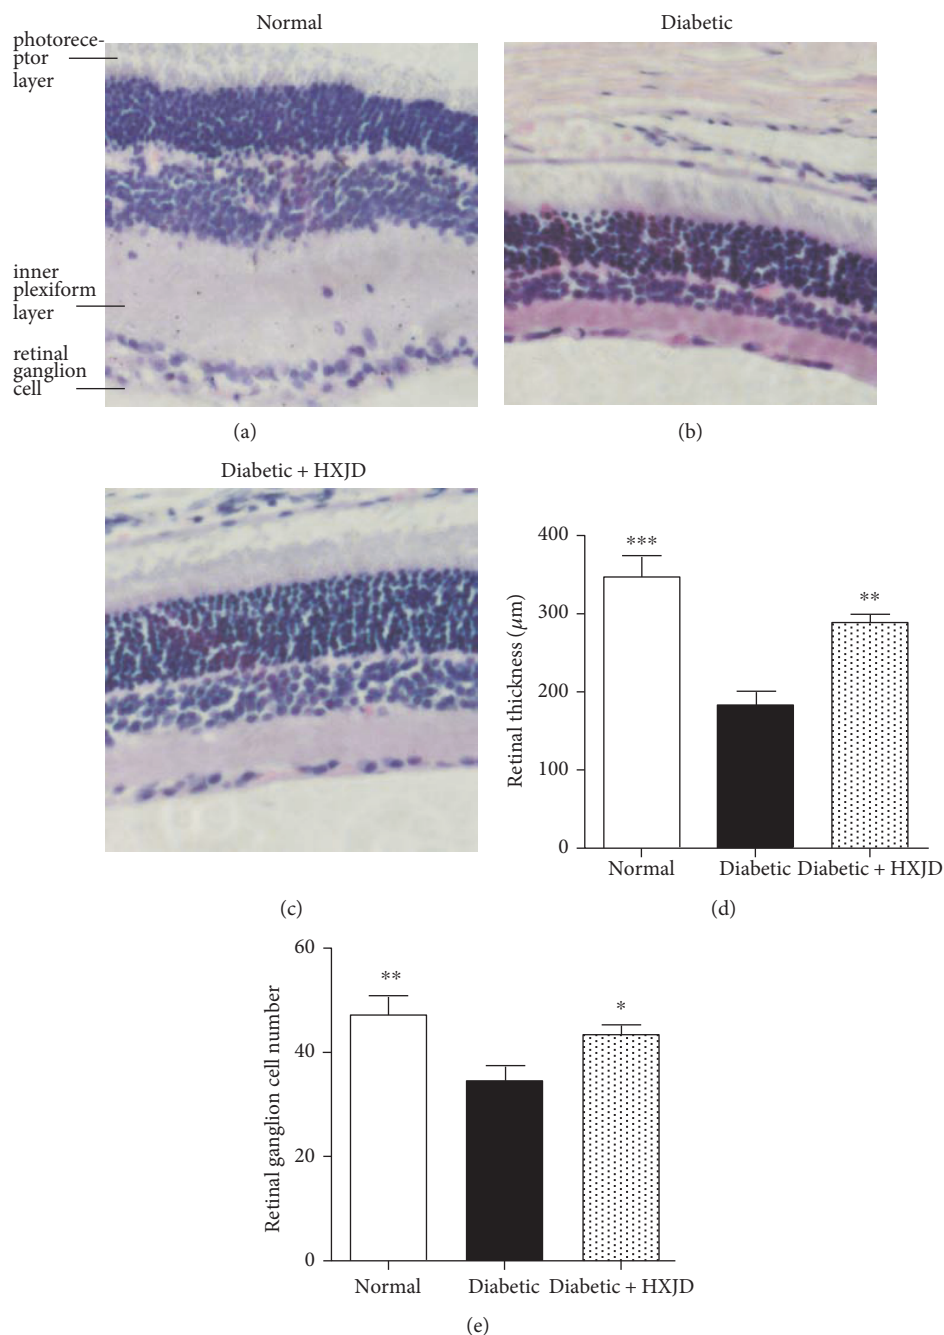 Normal
Diabetic
photorece-
ptor
layer
inner
plexiform
layer
retinal
ganglion
cell
(a)
(b)
Diabetic + HXJD
(c)
400
300
200
100
0
Retinal thickness (μm)
***
**
Normal
Diabetic
Diabetic + HXJD
(d)
60
40
20
0
Retinal ganglion cell number
**
*
Normal
Diabetic
Diabetic + HXJD
(e)